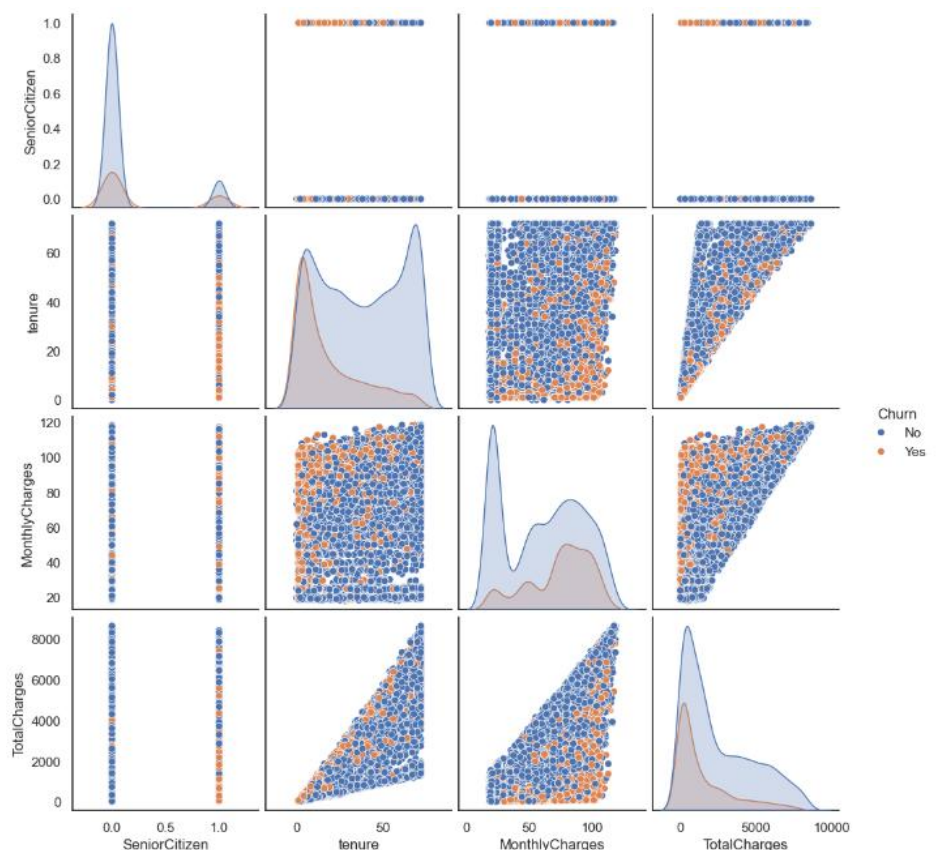 1.0
0.8
0.6
0.4
0.2
0.0
SeniorCitizen
60
40
20
0
tenure
120
100
80
60
40
20
MonthlyCharges
Churn
No
Yes
8000
6000
4000
2000
0
TotalCharges
0.0 0.5 1.0
SeniorCitizen
0 50
tenure
0 50 100
MonthlyCharges
0 5000 10000
TotalCharges